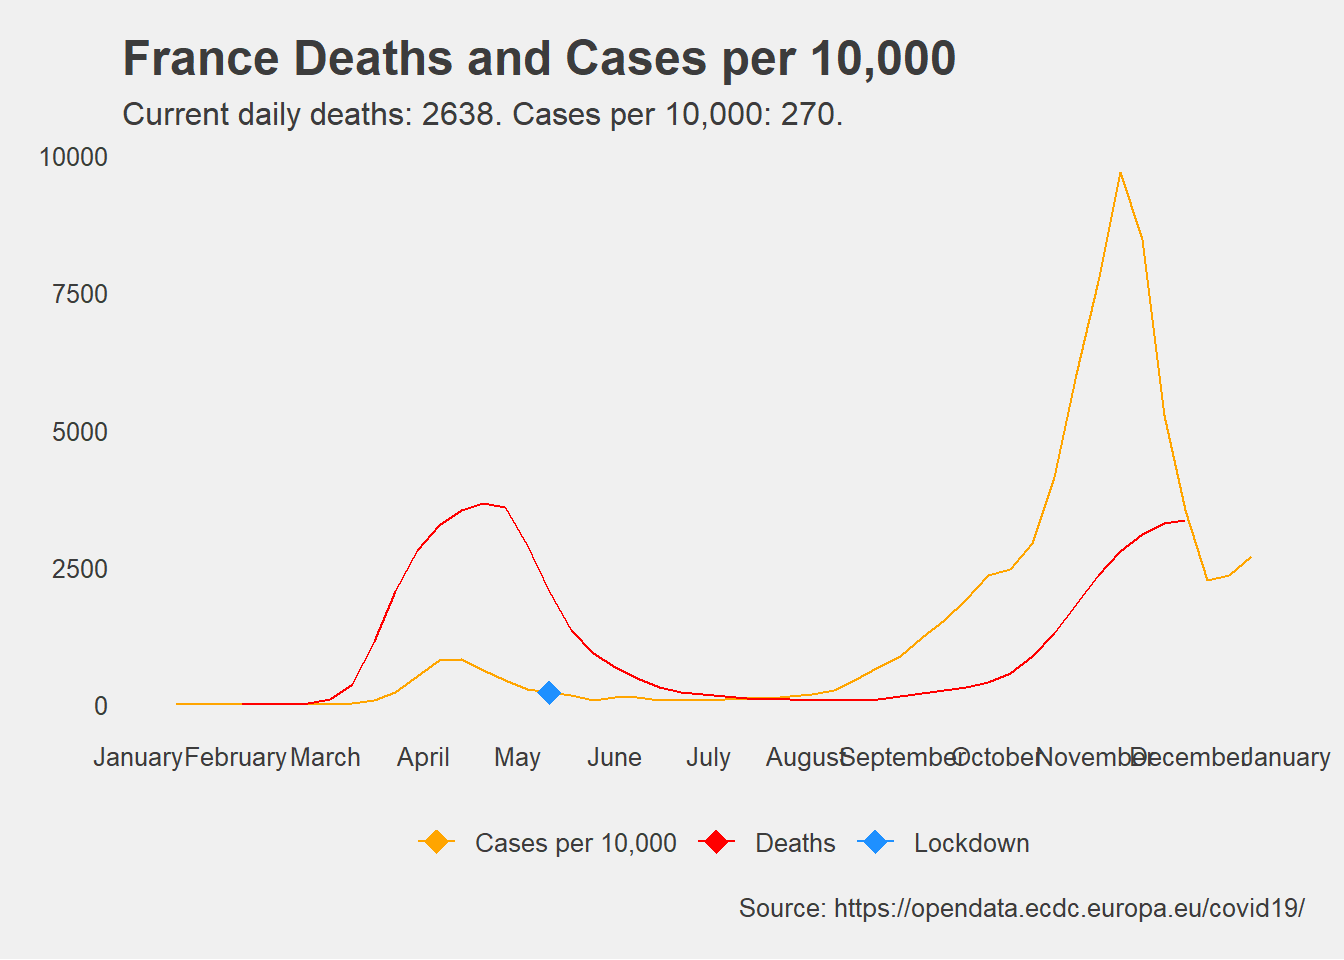 France Deaths and Cases per 10,000
Current daily deaths: 2638. Cases per 10,000: 270.
10000
7500
5000
2500
0
January February March April May June July August September October November December January
Cases per 10,000 Deaths Lockdown
Source: https://opendata.ecdc.europa.eu/covid19/